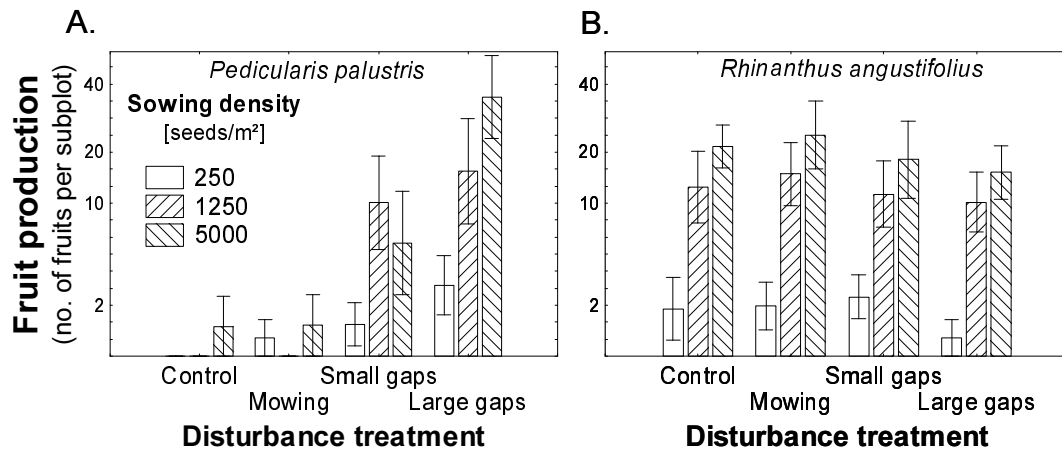 A.
Pedicularis palustris
Sowing density
[seeds/m²]
250
1250
5000
40
20
10
2
Fruit production
(no. of fruits per subplot)
Control
Mowing
Small gaps
Large gaps
Disturbance treatment
B.
Rhinanthus angustifolius
40
20
10
2
Control
Mowing
Small gaps
Large gaps
Disturbance treatment